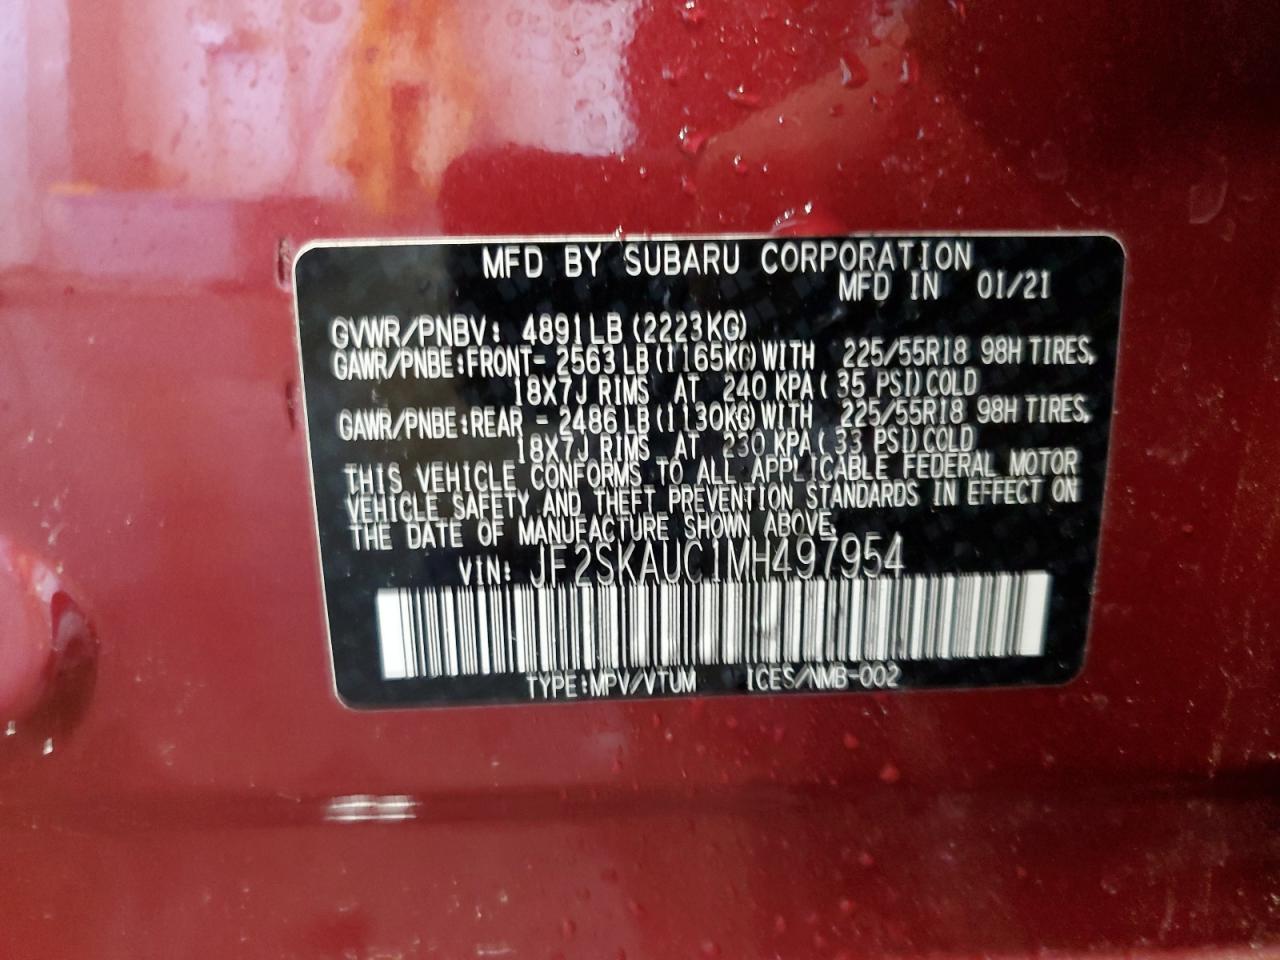 MFD BY SUBARU CORPORATION
MFD IN 01/21
GVWR/PNBV: 4891LB (2223KG)
GAWR/PNBE:FRONT- 2563LB(1165KG)WITH 225/55R18 98H TIRES,
18X7J RIMS AT 240 KPA( 35 PSI)COLD
GAWR/PNBE:REAR - 2486LB(1130KG)WITH 225/55R18 98H TIRES,
18X7J RIMS AT 230 KPA( 33 PSI)COLD
THIS VEHICLE CONFORMS TO ALL APPLICABLE FEDERAL MOTOR
VEHICLE SAFETY AND THEFT PREVENTION STANDARDS IN EFFECT ON
THE DATE OF MANUFACTURE SHOWN ABOVE.
VIN: JF2SKAUC1MH497954
TYPE:MPV/VTUM ICES/NMB-002